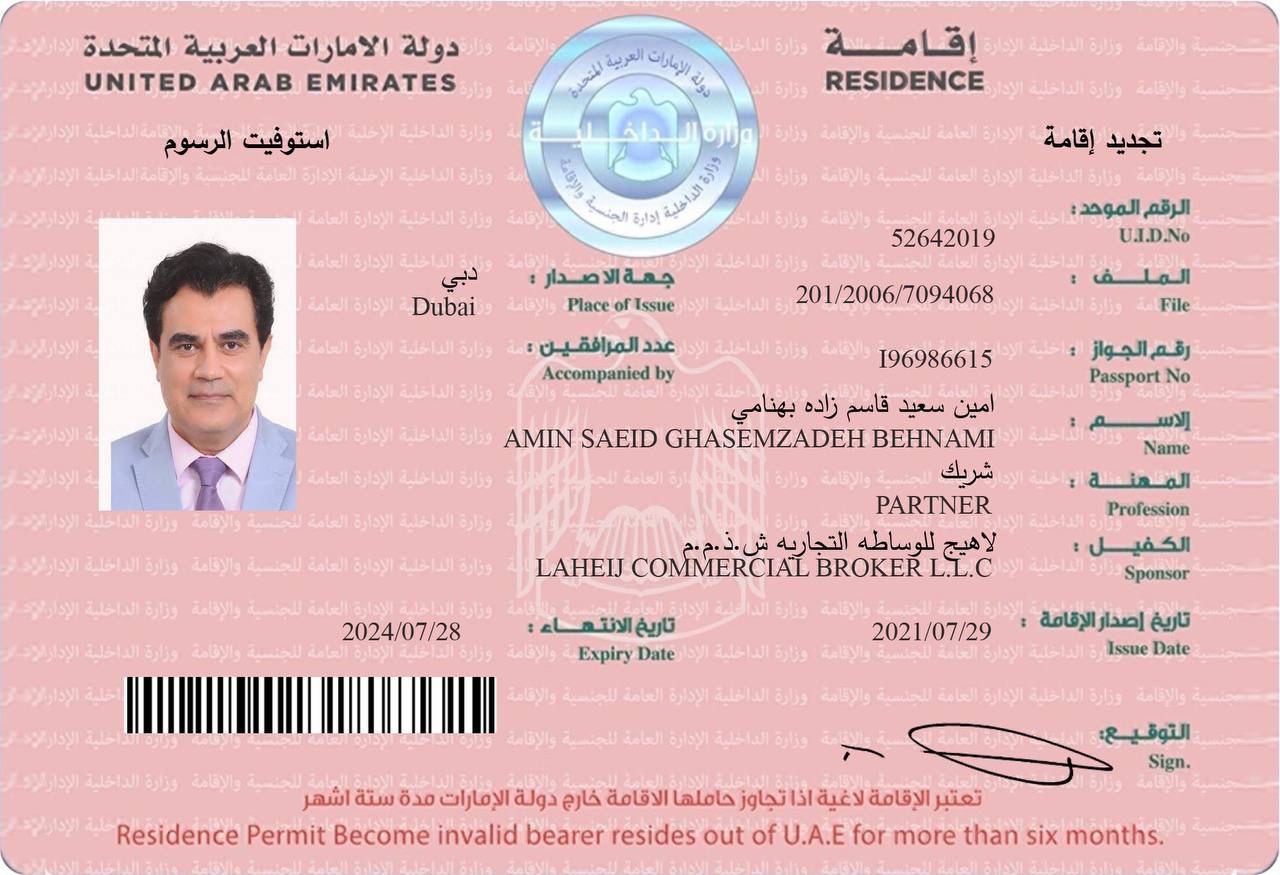 دولة الامارات العربية المتحدة
UNITED ARAB EMIRATES
إقامة
RESIDENCE
دولة الإمارات العربية المتحدة
وزارة الداخلية
وزارة الداخلية إدارة الجنسية والإقامة
استوفيت الرسوم
تجديد إقامة
الرقم الموحد:
U.I.D.No
52642019
الملف :
File
201/2006/7094068
جهة الاصدار :
Place of Issue
دبي
Dubai
رقم الجواز :
Passport No
I96986615
عدد المرافقين :
Accompanied by
الاسم :
Name
امين سعيد قاسم زاده بهنامي
AMIN SAEID GHASEMZADEH BEHNAMI
المهنة :
Profession
شريك
PARTNER
الكفيل :
Sponsor
لاهيج للوساطه التجاريه ش.ذ.م.م
LAHEIJ COMMERCIAL BROKER L.L.C
تاريخ إصدار الإقامة :
Issue Date
2021/07/29
تاريخ الانتهاء :
Expiry Date
2024/07/28
التوقيع:
Sign.
تعتبر الإقامة لاغية اذا تجاوز حاملها الاقامة خارج دولة الإمارات مدة ستة اشهر
Residence Permit Become invalid bearer resides out of U.A.E for more than six months.